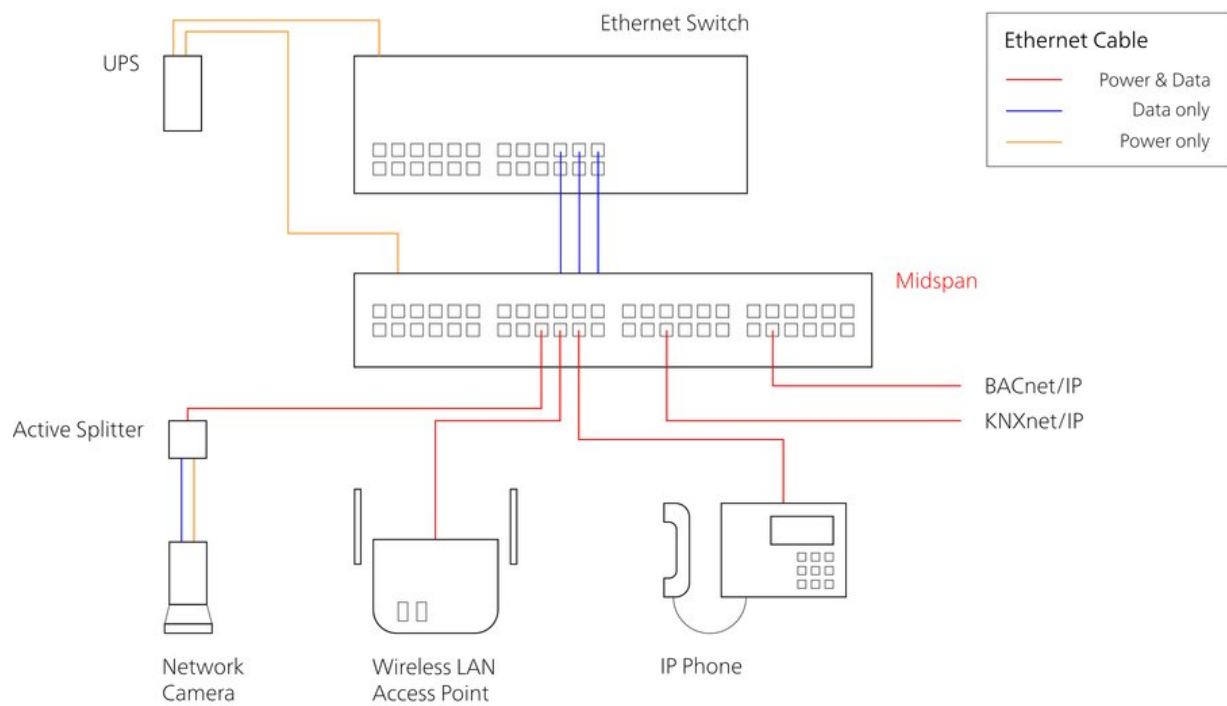 Ethernet Switch
UPS
Ethernet Cable
Power & Data
Data only
Power only
Midspan
BACnet/IP
KNXnet/IP
Active Splitter
Network
Camera
Wireless LAN
Access Point
IP Phone